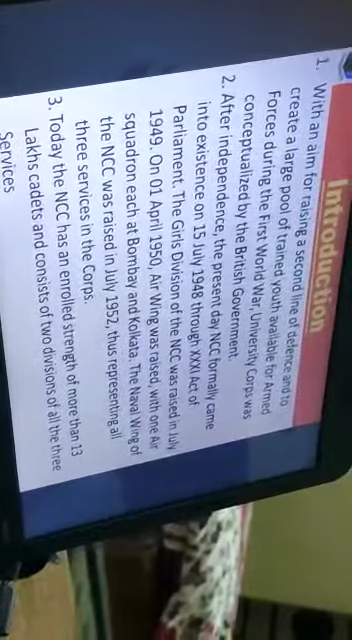 Introduction
1. With an aim for raising a second line of defence and to
create a large pool of trained youth available for Armed
Forces during the First World War, University Corps was
conceptualized by the British Government.
2. After independence, the present day NCC formally came
into existence on 15 July 1948 through XXXI Act of
Parliament. The Girls Division of the NCC was raised in July
1949. On 01 April 1950, Air Wing was raised, with one Air
squadron each at Bombay and Kolkata. The Naval Wing of
the NCC was raised in July 1952, thus representing all
three services in the Corps.
3. Today the NCC has an enrolled strength of more than 13
Lakhs cadets and consists of two divisions of all the three
Services